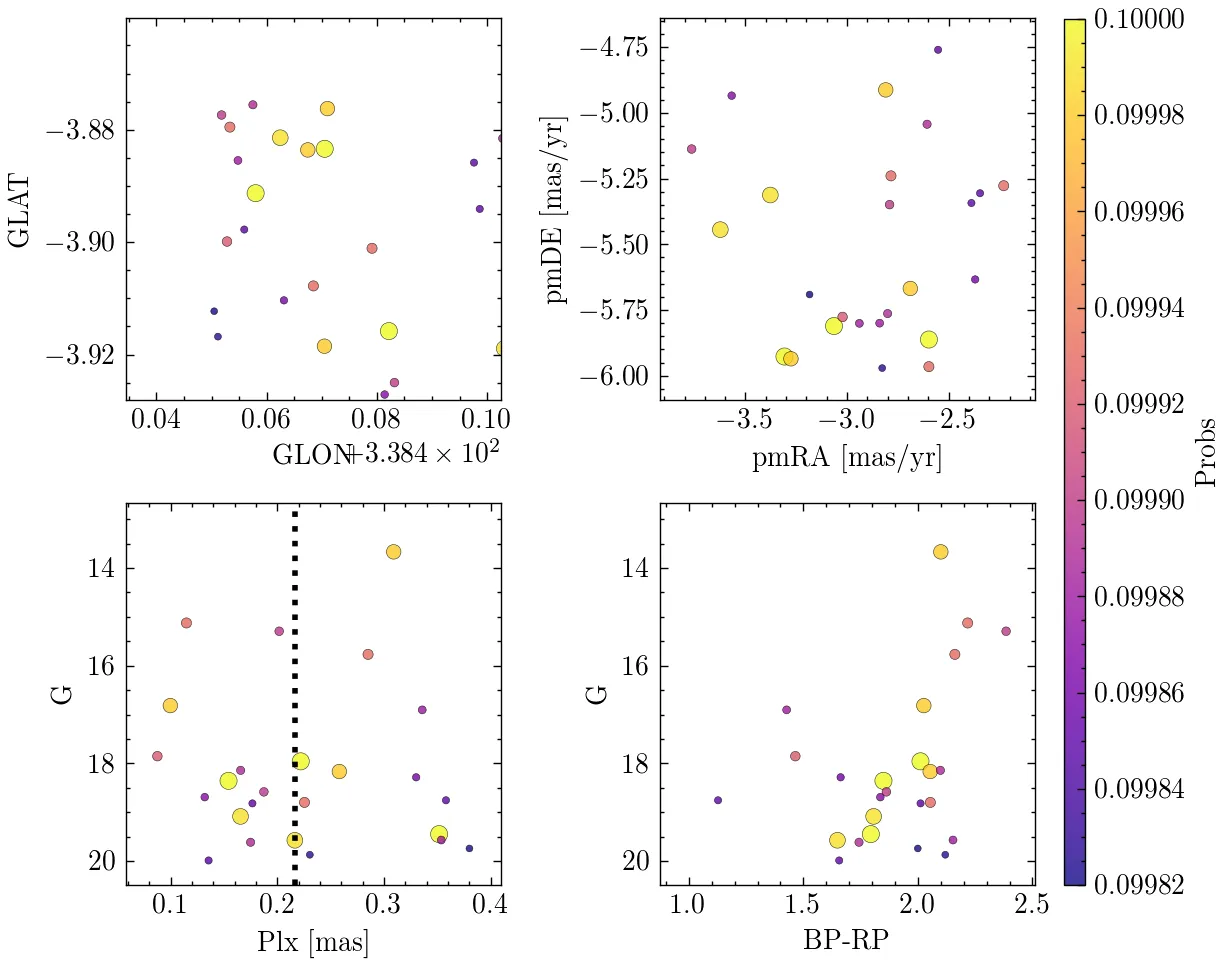 GLAT
−3.88
−3.90
−3.92
0.04 0.06 0.08 0.10
GLON +3.384 × 10²
pmDE [mas/yr]
−4.75
−5.00
−5.25
−5.50
−5.75
−6.00
−3.5 −3.0 −2.5
pmRA [mas/yr]
G
14
16
18
20
0.1 0.2 0.3 0.4
Plx [mas]
G
14
16
18
20
1.0 1.5 2.0 2.5
BP-RP
0.10000
0.09998
0.09996
0.09994
0.09992
0.09990
0.09988
0.09986
0.09984
0.09982
Probs